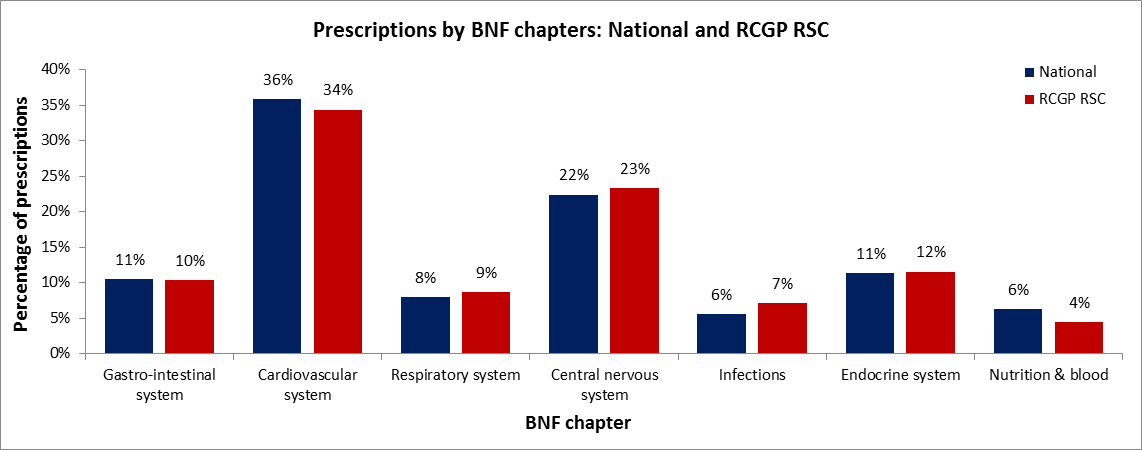 Prescriptions by BNF chapters: National and RCGP RSC
National
RCGP RSC
Percentage of prescriptions
40%
35%
30%
25%
20%
15%
10%
5%
0%
11%
10%
36%
34%
8%
9%
22%
23%
6%
7%
11%
12%
6%
4%
Gastro-intestinal
system
Cardiovascular
system
Respiratory system
Central nervous
system
Infections
Endocrine system
Nutrition & blood
BNF chapter